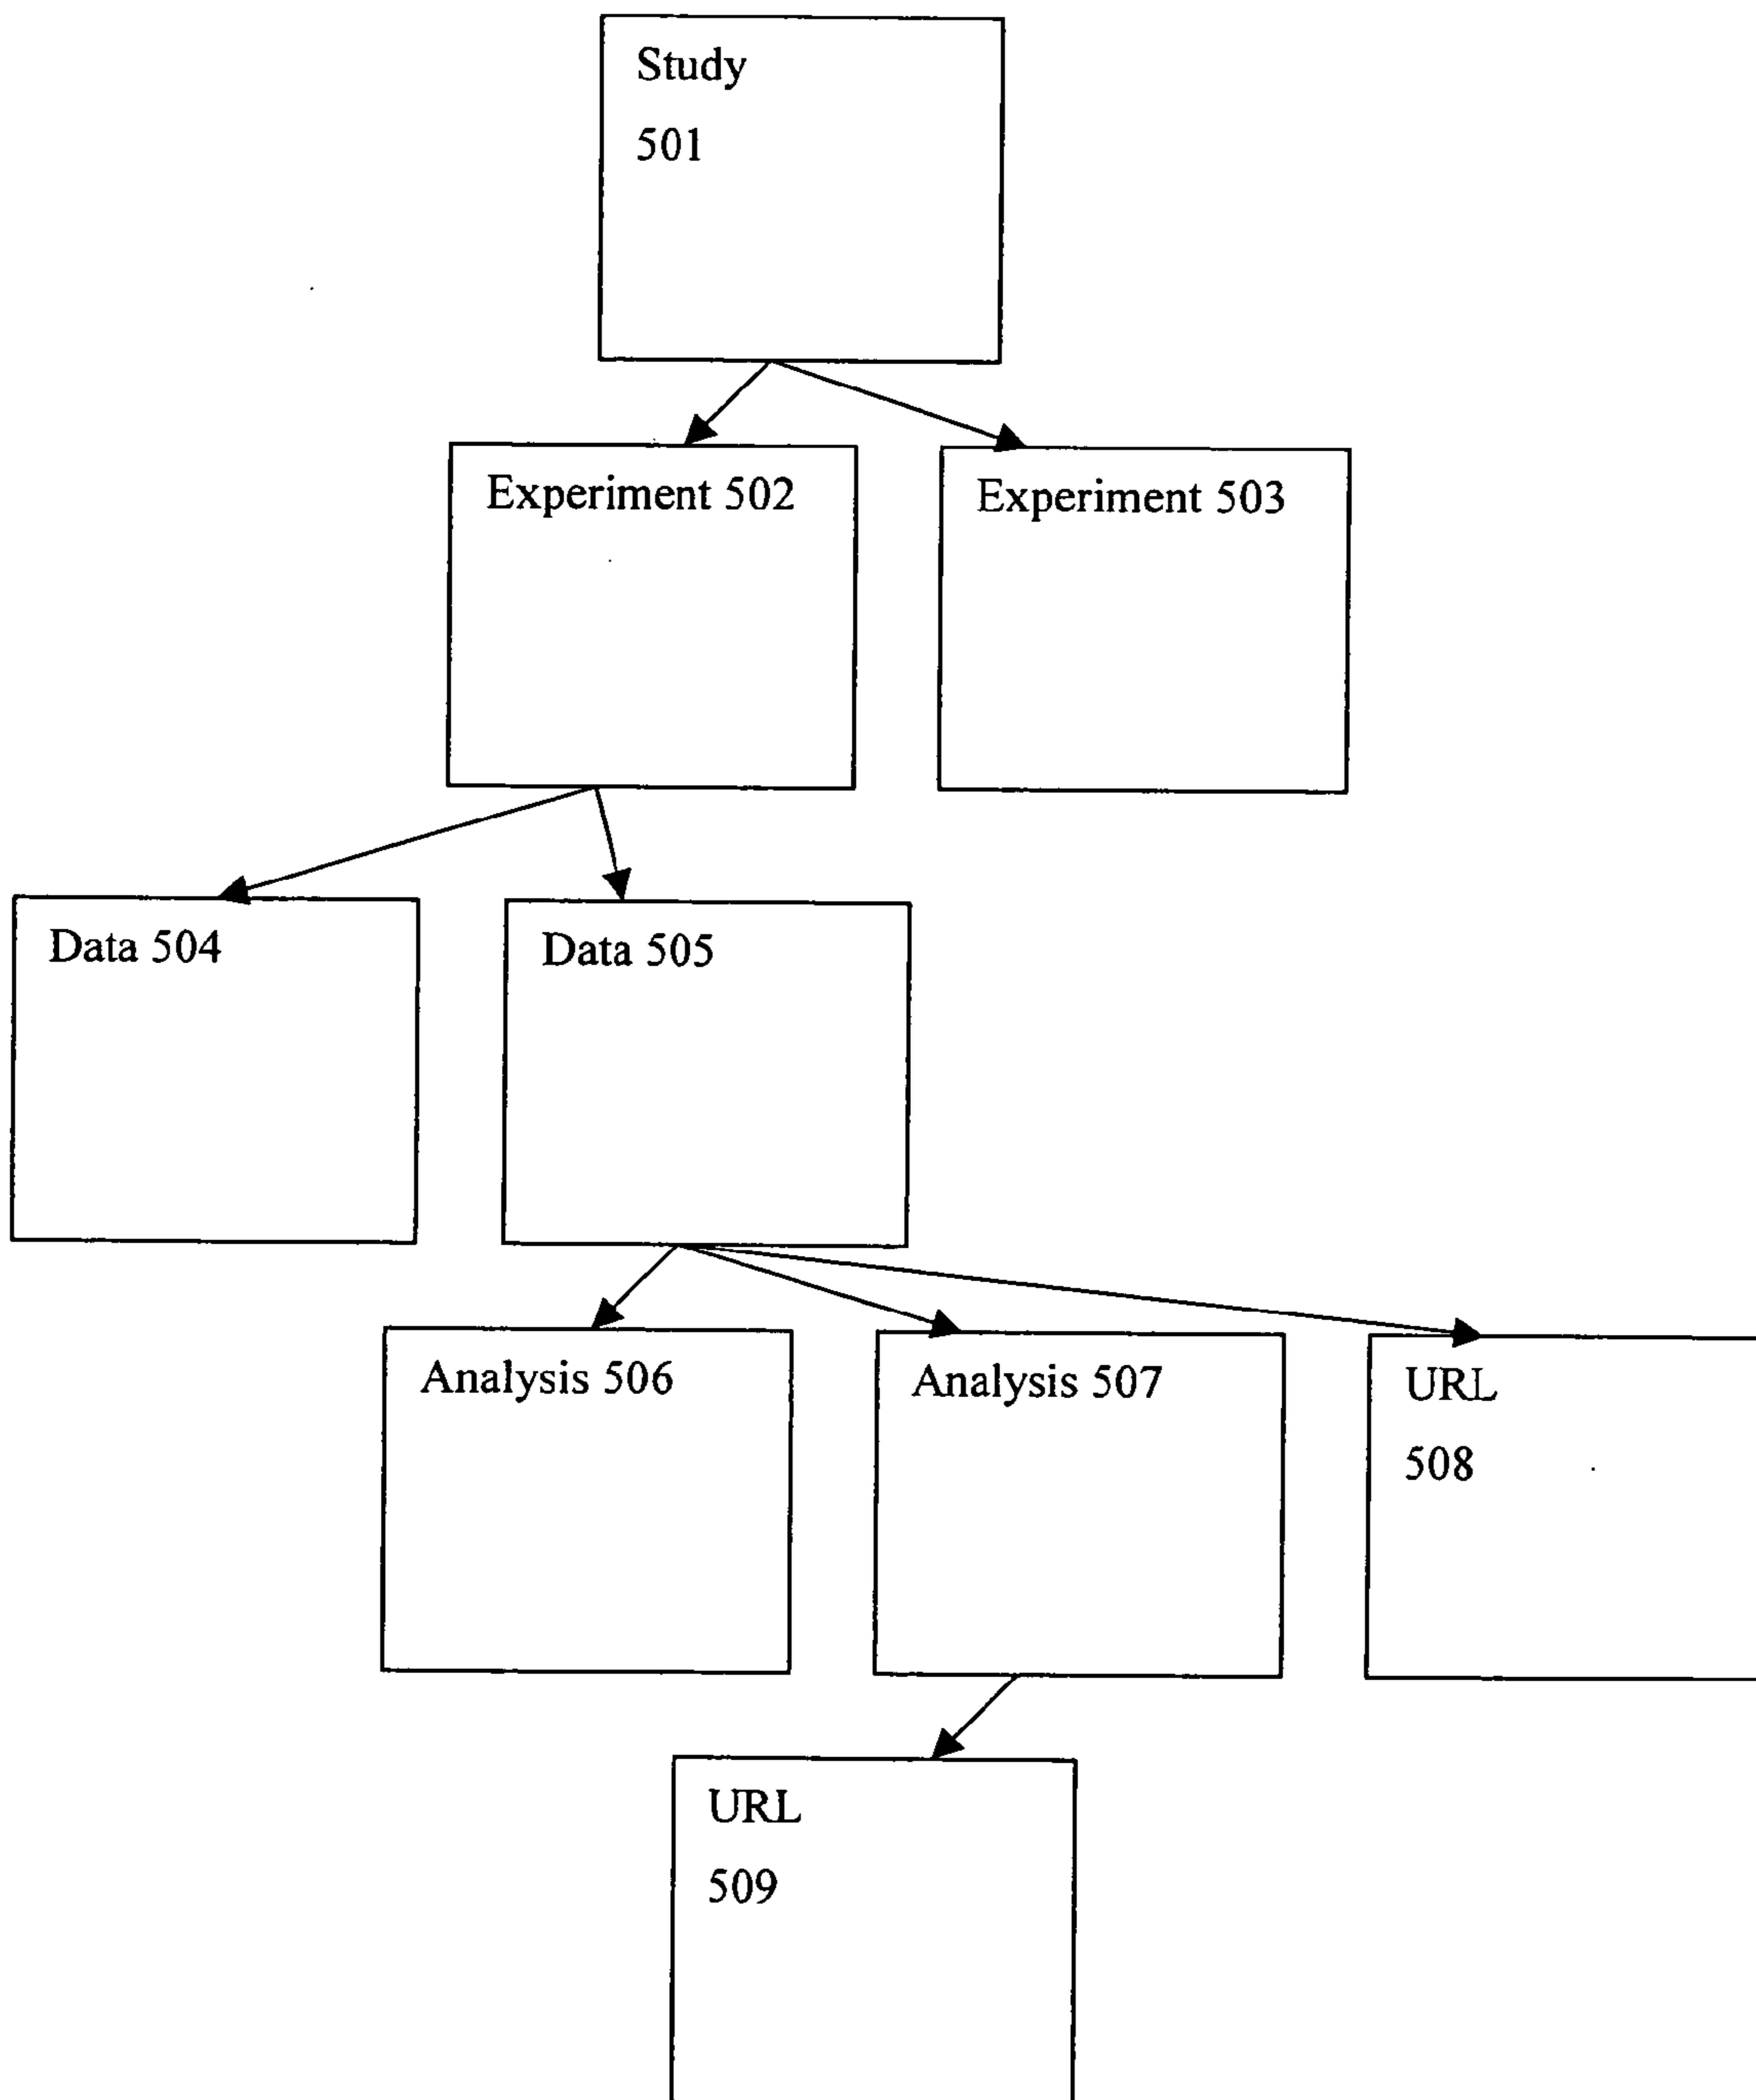 Study
501
Experiment 502
Experiment 503
Data 504
Data 505
Analysis 506
Analysis 507
URL
508
URL
509